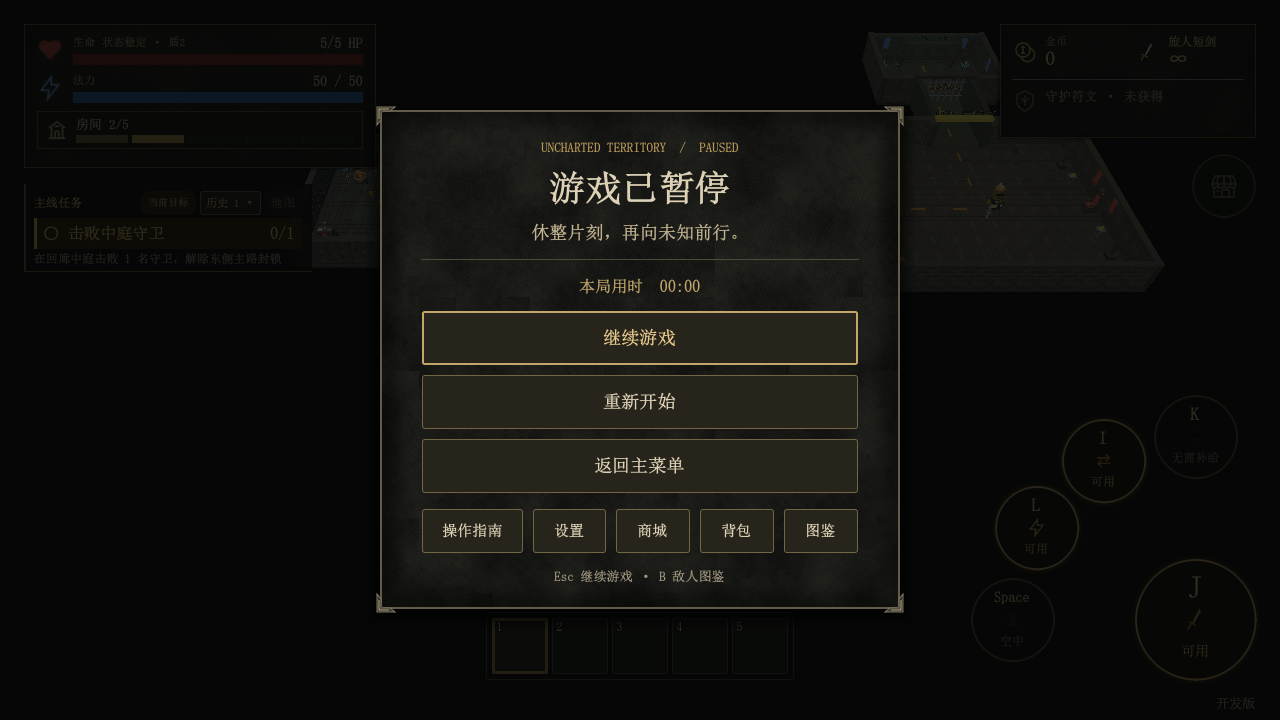 生命 状态稳定 • 盾2 5/5 HP
法力 50 / 50
房间 2/5
主线任务 当前目标 历史 1 ▾ 地图
击败中庭守卫 0/1
在回廊中庭击败 1 名守卫，解除东侧主路封锁
金币
0
旅人短剑
∞
守护符文 • 未获得
UNCHARTED TERRITORY / PAUSED
游戏已暂停
休整片刻，再向未知前行。
本局用时 00:00
继续游戏
重新开始
返回主菜单
操作指南 设置 商城 背包 图鉴
Esc 继续游戏 • B 敌人图鉴
K
无需补给
I
可用
L
可用
Space
空中
J
可用
1 2 3 4 5
开发版